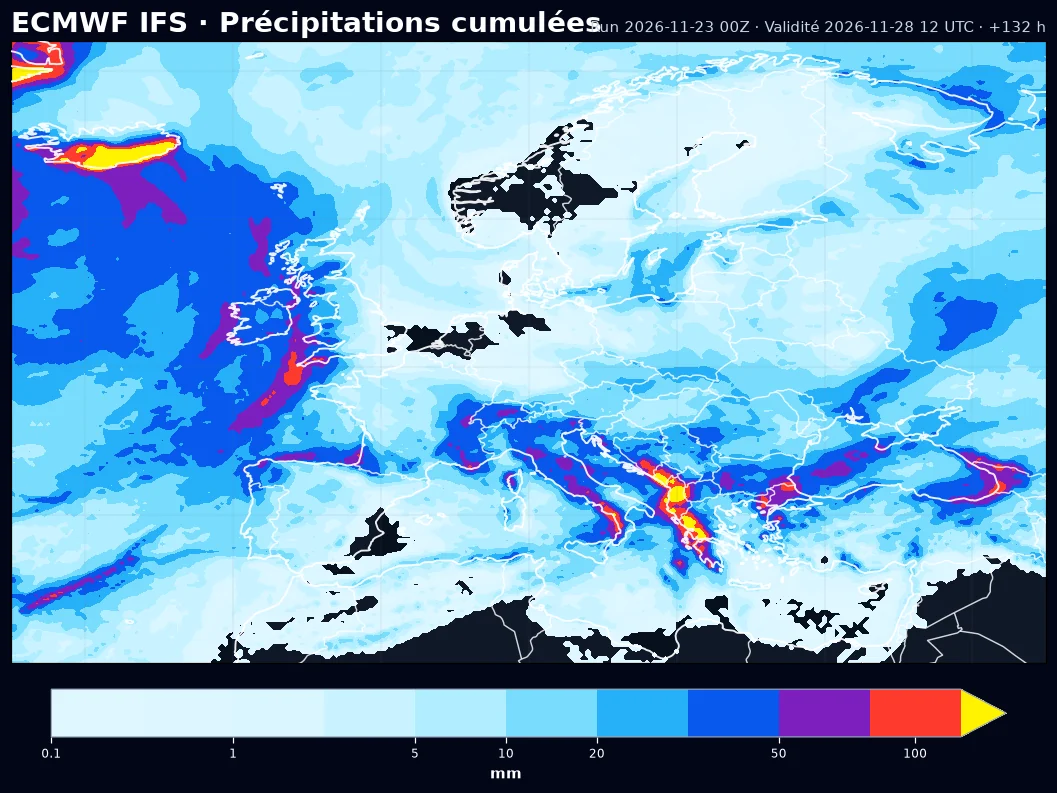 ECMWF IFS · Précipitations cumulées
Run 2026-11-23 00Z · Validité 2026-11-28 12 UTC · +132 h
0.1 1 5 10 20 50 100
mm